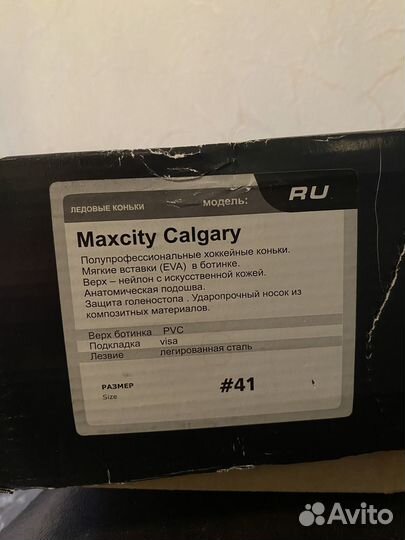 RU
ЛЕДОВЫЕ КОНЬКИ МОДЕЛЬ:
Maxcity Calgary
Полупрофессиональные хоккейные коньки.
Мягкие вставки (EVA) в ботинке.
Верх – нейлон с искусственной кожей.
Анатомическая подошва.
Защита голеностопа . Ударопрочный носок из
композитных материалов.
Верх ботинка PVC
Подкладка visa
Лезвие легированная сталь
РАЗМЕР #41
Size
Avito